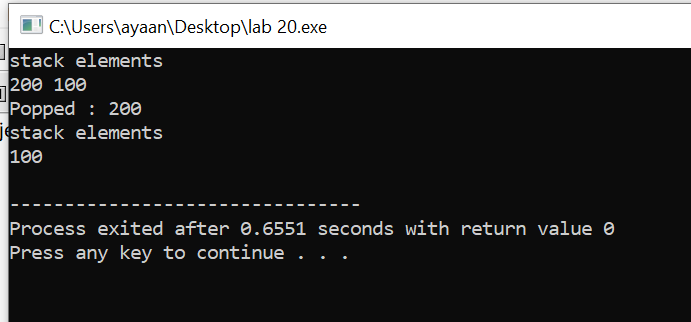 C:\Users\ayaan\Desktop\lab 20.exe
stack elements
200 100
Popped : 200
stack elements
100
--------------------------------
Process exited after 0.6551 seconds with return value 0
Press any key to continue . . .